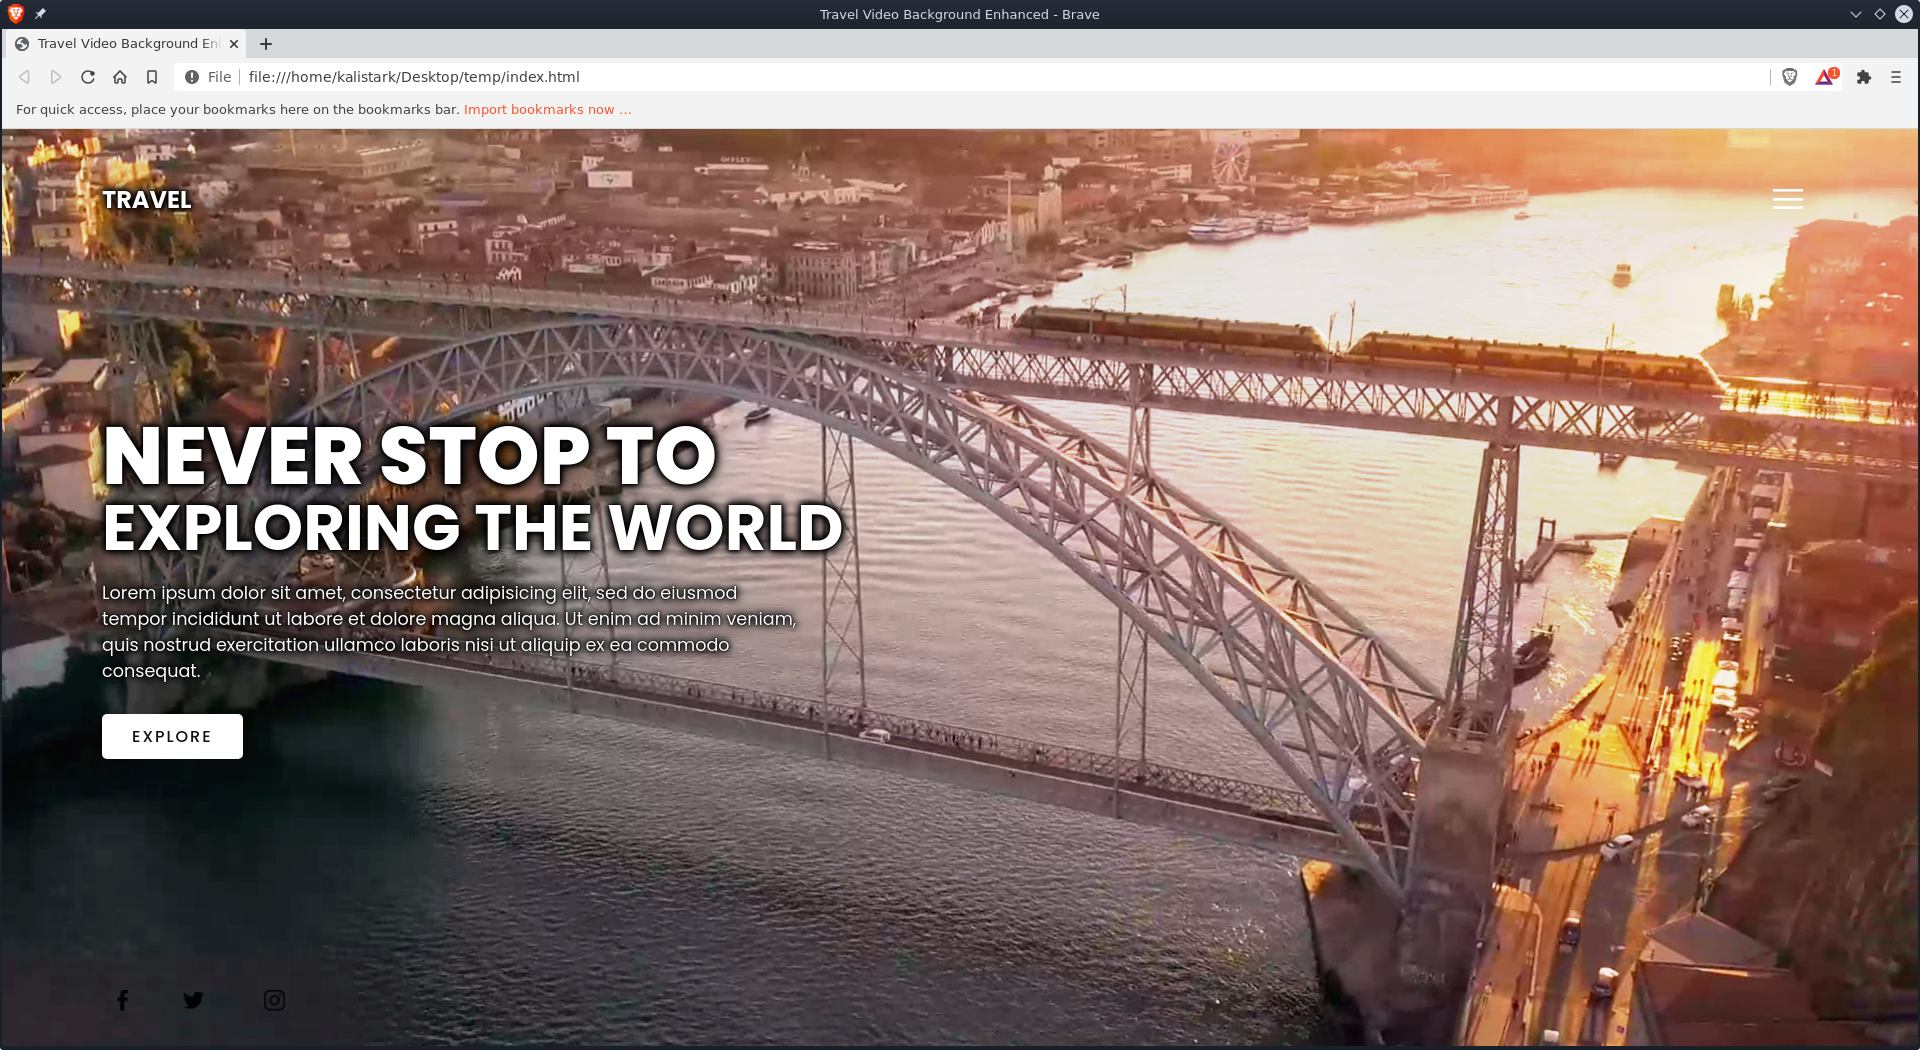 Travel Video Background Enhanced - Brave
Travel Video Background En
File
file:///home/kalistark/Desktop/temp/index.html
1
For quick access, place your bookmarks here on the bookmarks bar. Import bookmarks now ...
TRAVEL
NEVER STOP TO
EXPLORING THE WORLD
Lorem ipsum dolor sit amet, consectetur adipisicing elit, sed do eiusmod
tempor incididunt ut labore et dolore magna aliqua. Ut enim ad minim veniam,
quis nostrud exercitation ullamco laboris nisi ut aliquip ex ea commodo
consequat.
EXPLORE